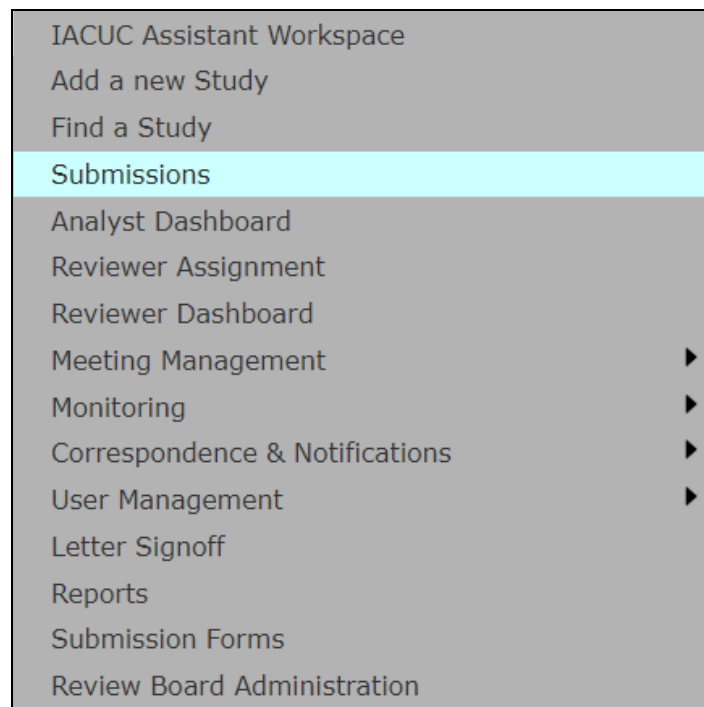 IACUC Assistant Workspace
Add a new Study
Find a Study
Submissions
Analyst Dashboard
Reviewer Assignment
Reviewer Dashboard
Meeting Management
Monitoring
Correspondence & Notifications
User Management
Letter Signoff
Reports
Submission Forms
Review Board Administration